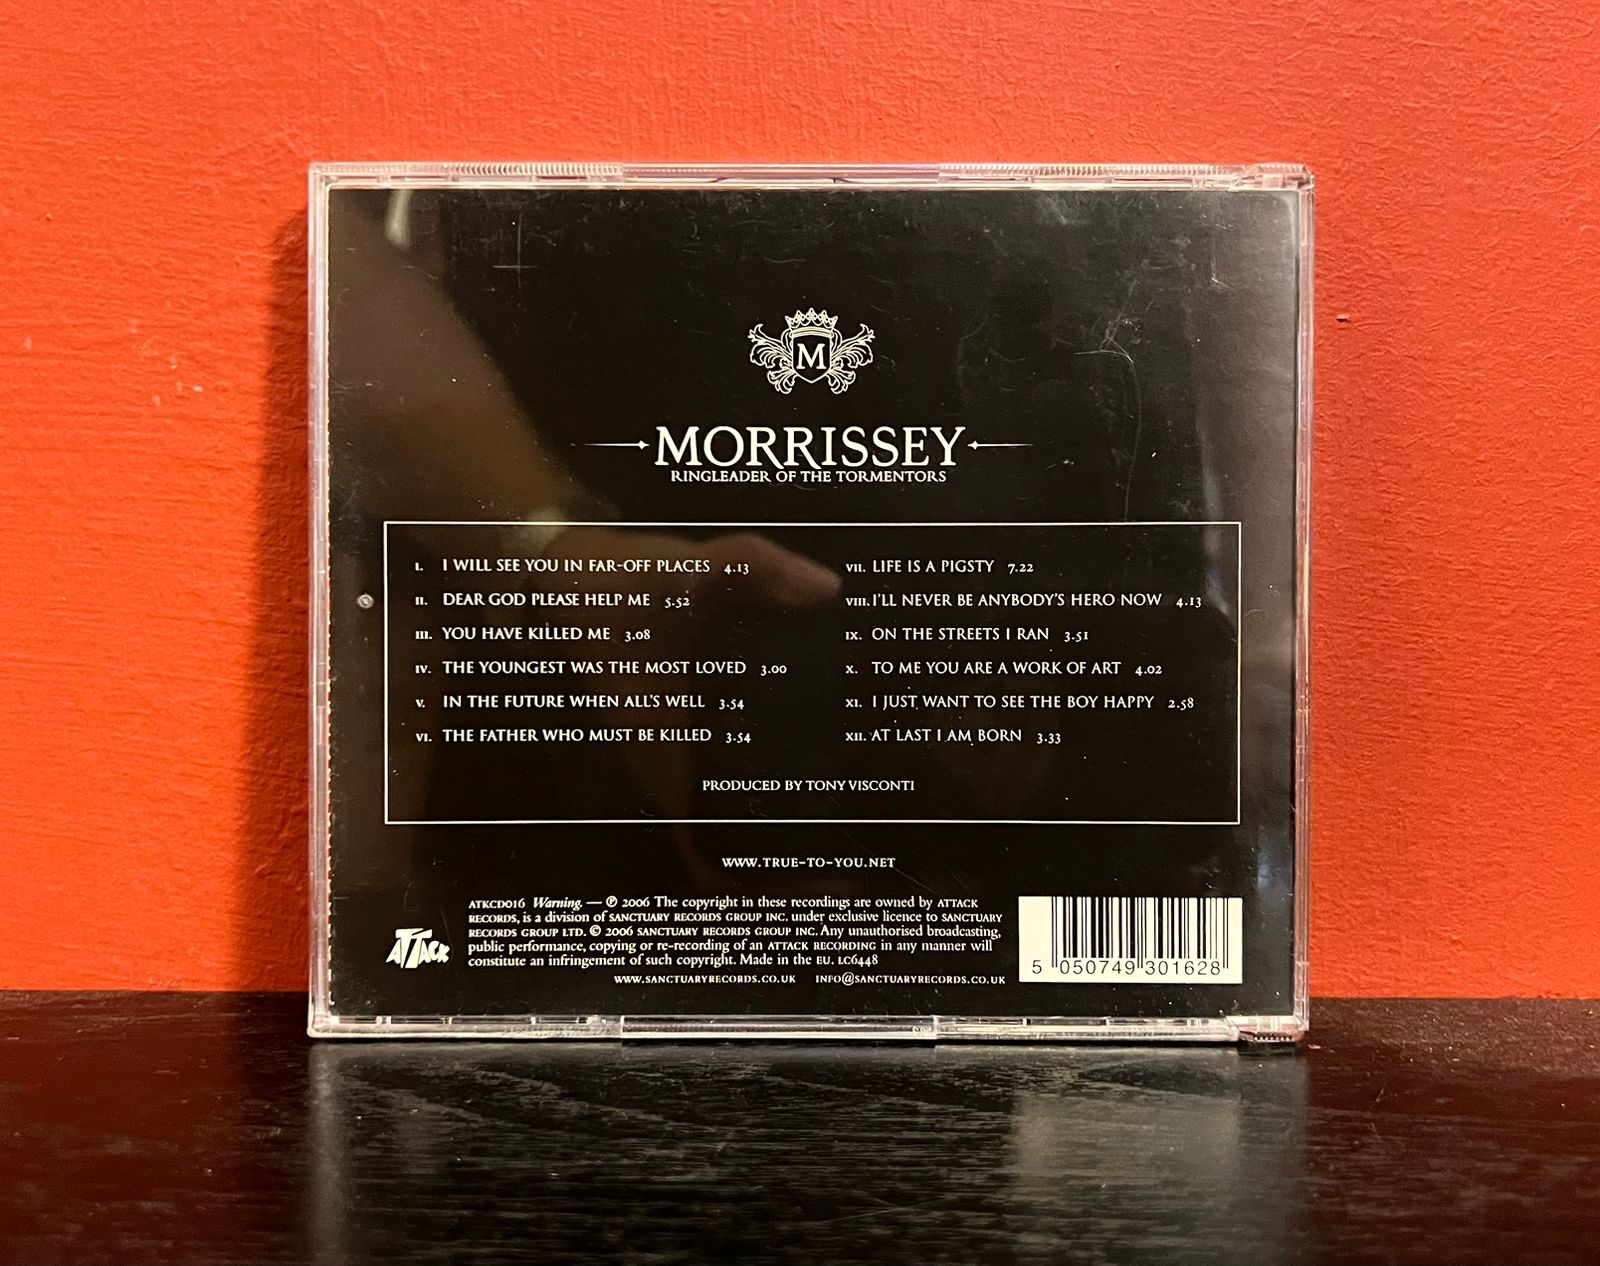 M
MORRISSEY
RINGLEADER OF THE TORMENTORS
I. I WILL SEE YOU IN FAR-OFF PLACES 4.13
II. DEAR GOD PLEASE HELP ME 5.52
III. YOU HAVE KILLED ME 3.08
IV. THE YOUNGEST WAS THE MOST LOVED 3.00
V. IN THE FUTURE WHEN ALL'S WELL 3.54
VI. THE FATHER WHO MUST BE KILLED 3.54
VII. LIFE IS A PIGSTY 7.22
VIII. I'LL NEVER BE ANYBODY'S HERO NOW 4.13
IX. ON THE STREETS I RAN 3.51
X. TO ME YOU ARE A WORK OF ART 4.02
XI. I JUST WANT TO SEE THE BOY HAPPY 2.58
XII. AT LAST I AM BORN 3.33
PRODUCED BY TONY VISCONTI
WWW.TRUE-TO-YOU.NET
ATTACK
ATKCD016 Warning. — ℗ 2006 The copyright in these recordings are owned by ATTACK
RECORDS, is a division of SANCTUARY RECORDS GROUP INC. under exclusive licence to SANCTUARY
RECORDS GROUP LTD. © 2006 SANCTUARY RECORDS GROUP INC. Any unauthorised broadcasting,
public performance, copying or re-recording of an ATTACK RECORDING in any manner will
constitute an infringement of such copyright. Made in the EU. LC6448
WWW.SANCTUARYRECORDS.CO.UK INFO@SANCTUARYRECORDS.CO.UK
5 050749 301628